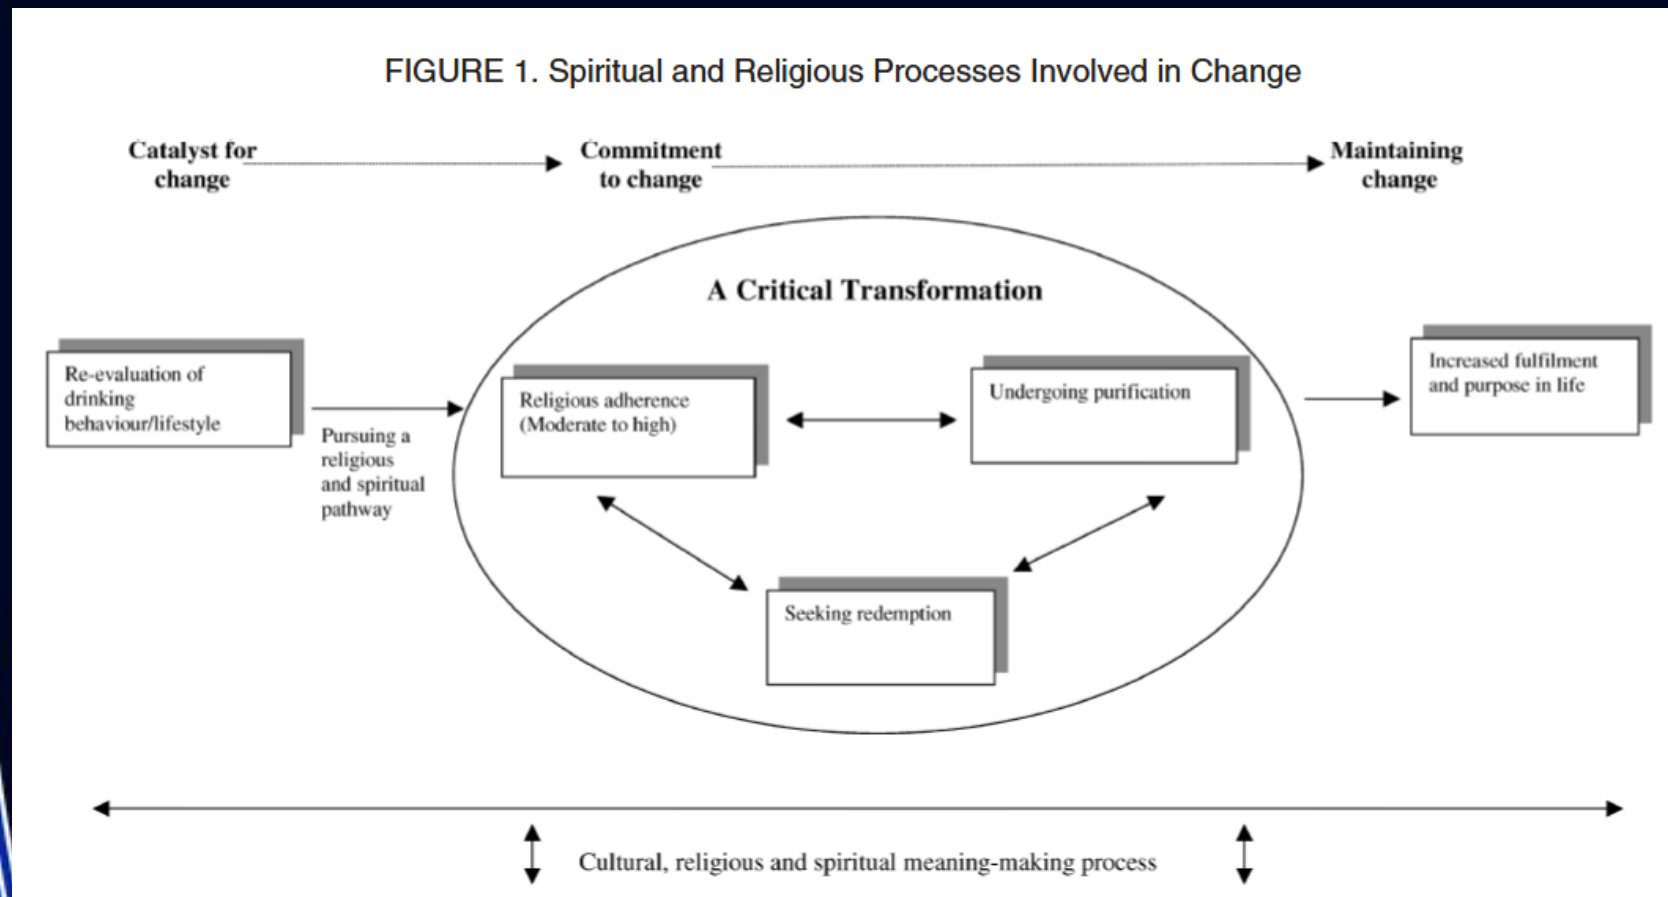 FIGURE 1. Spiritual and Religious Processes Involved in Change
Catalyst for
change
Commitment
to change
Maintaining
change
A Critical Transformation
Re-evaluation of
drinking
behaviour/lifestyle
Pursuing a
religious
and spiritual
pathway
Religious adherence
(Moderate to high)
Undergoing purification
Seeking redemption
Increased fulfilment
and purpose in life
Cultural, religious and spiritual meaning-making process